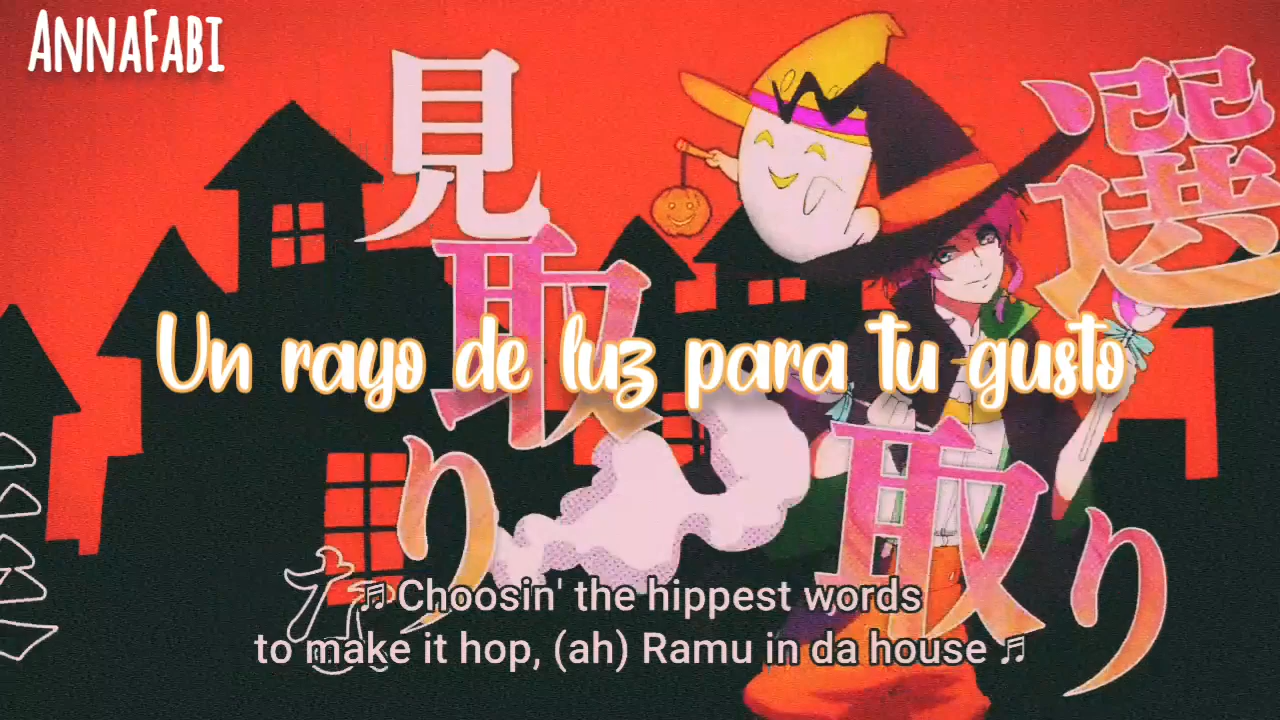 ANNAFABI
見取り
選取り
Un rayo de luz para tu gusto
♬ Choosin' the hippest words
to make it hop, (ah) Ramu in da house ♬